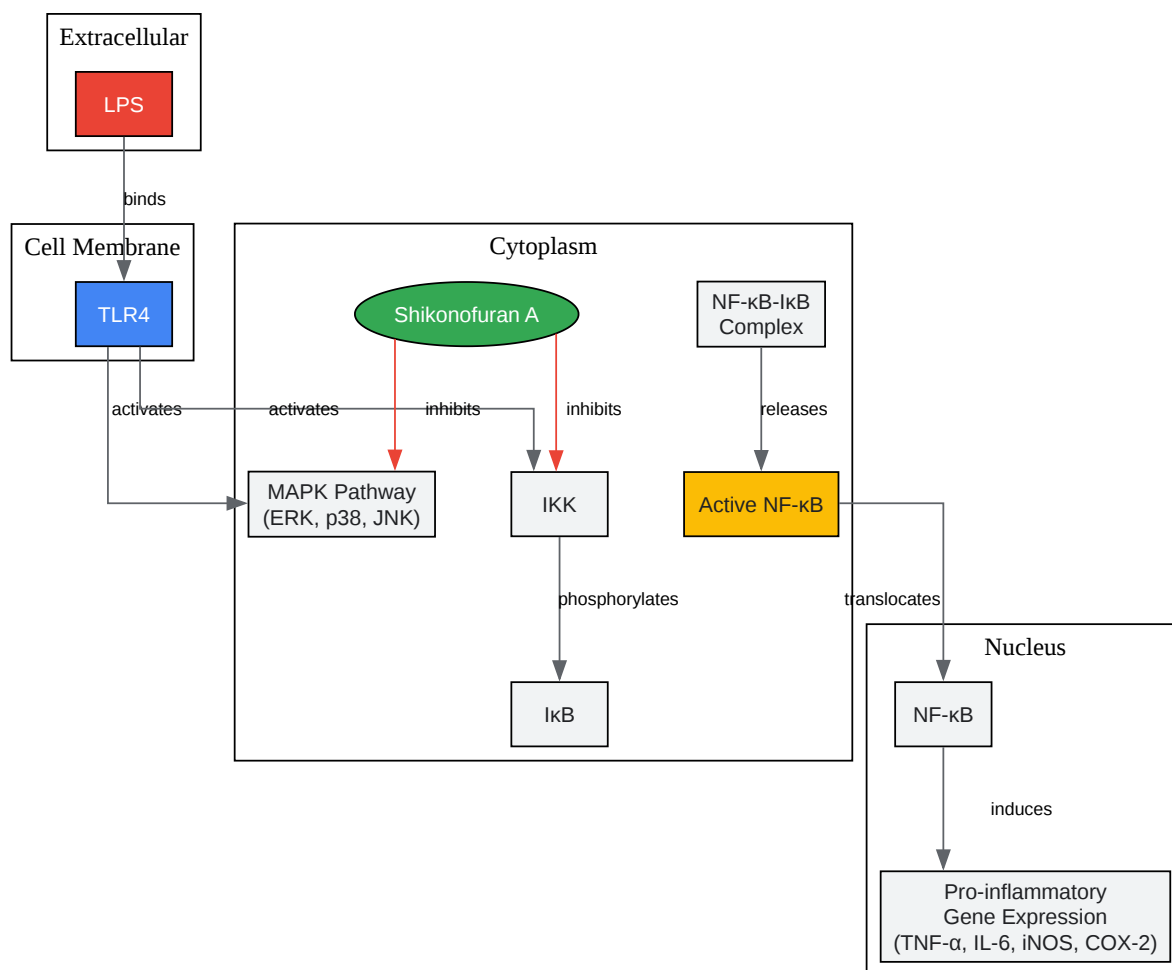 Extracellular
LPS
binds
Cell Membrane
TLR4
Cytoplasm
Shikonofuran A
NF-κB-IκB
Complex
activates
activates
inhibits
inhibits
releases
MAPK Pathway
(ERK, p38, JNK)
IKK
Active NF-κB
phosphorylates
translocates
Nucleus
IκB
NF-κB
induces
Pro-inflammatory
Gene Expression
(TNF-α, IL-6, iNOS, COX-2)